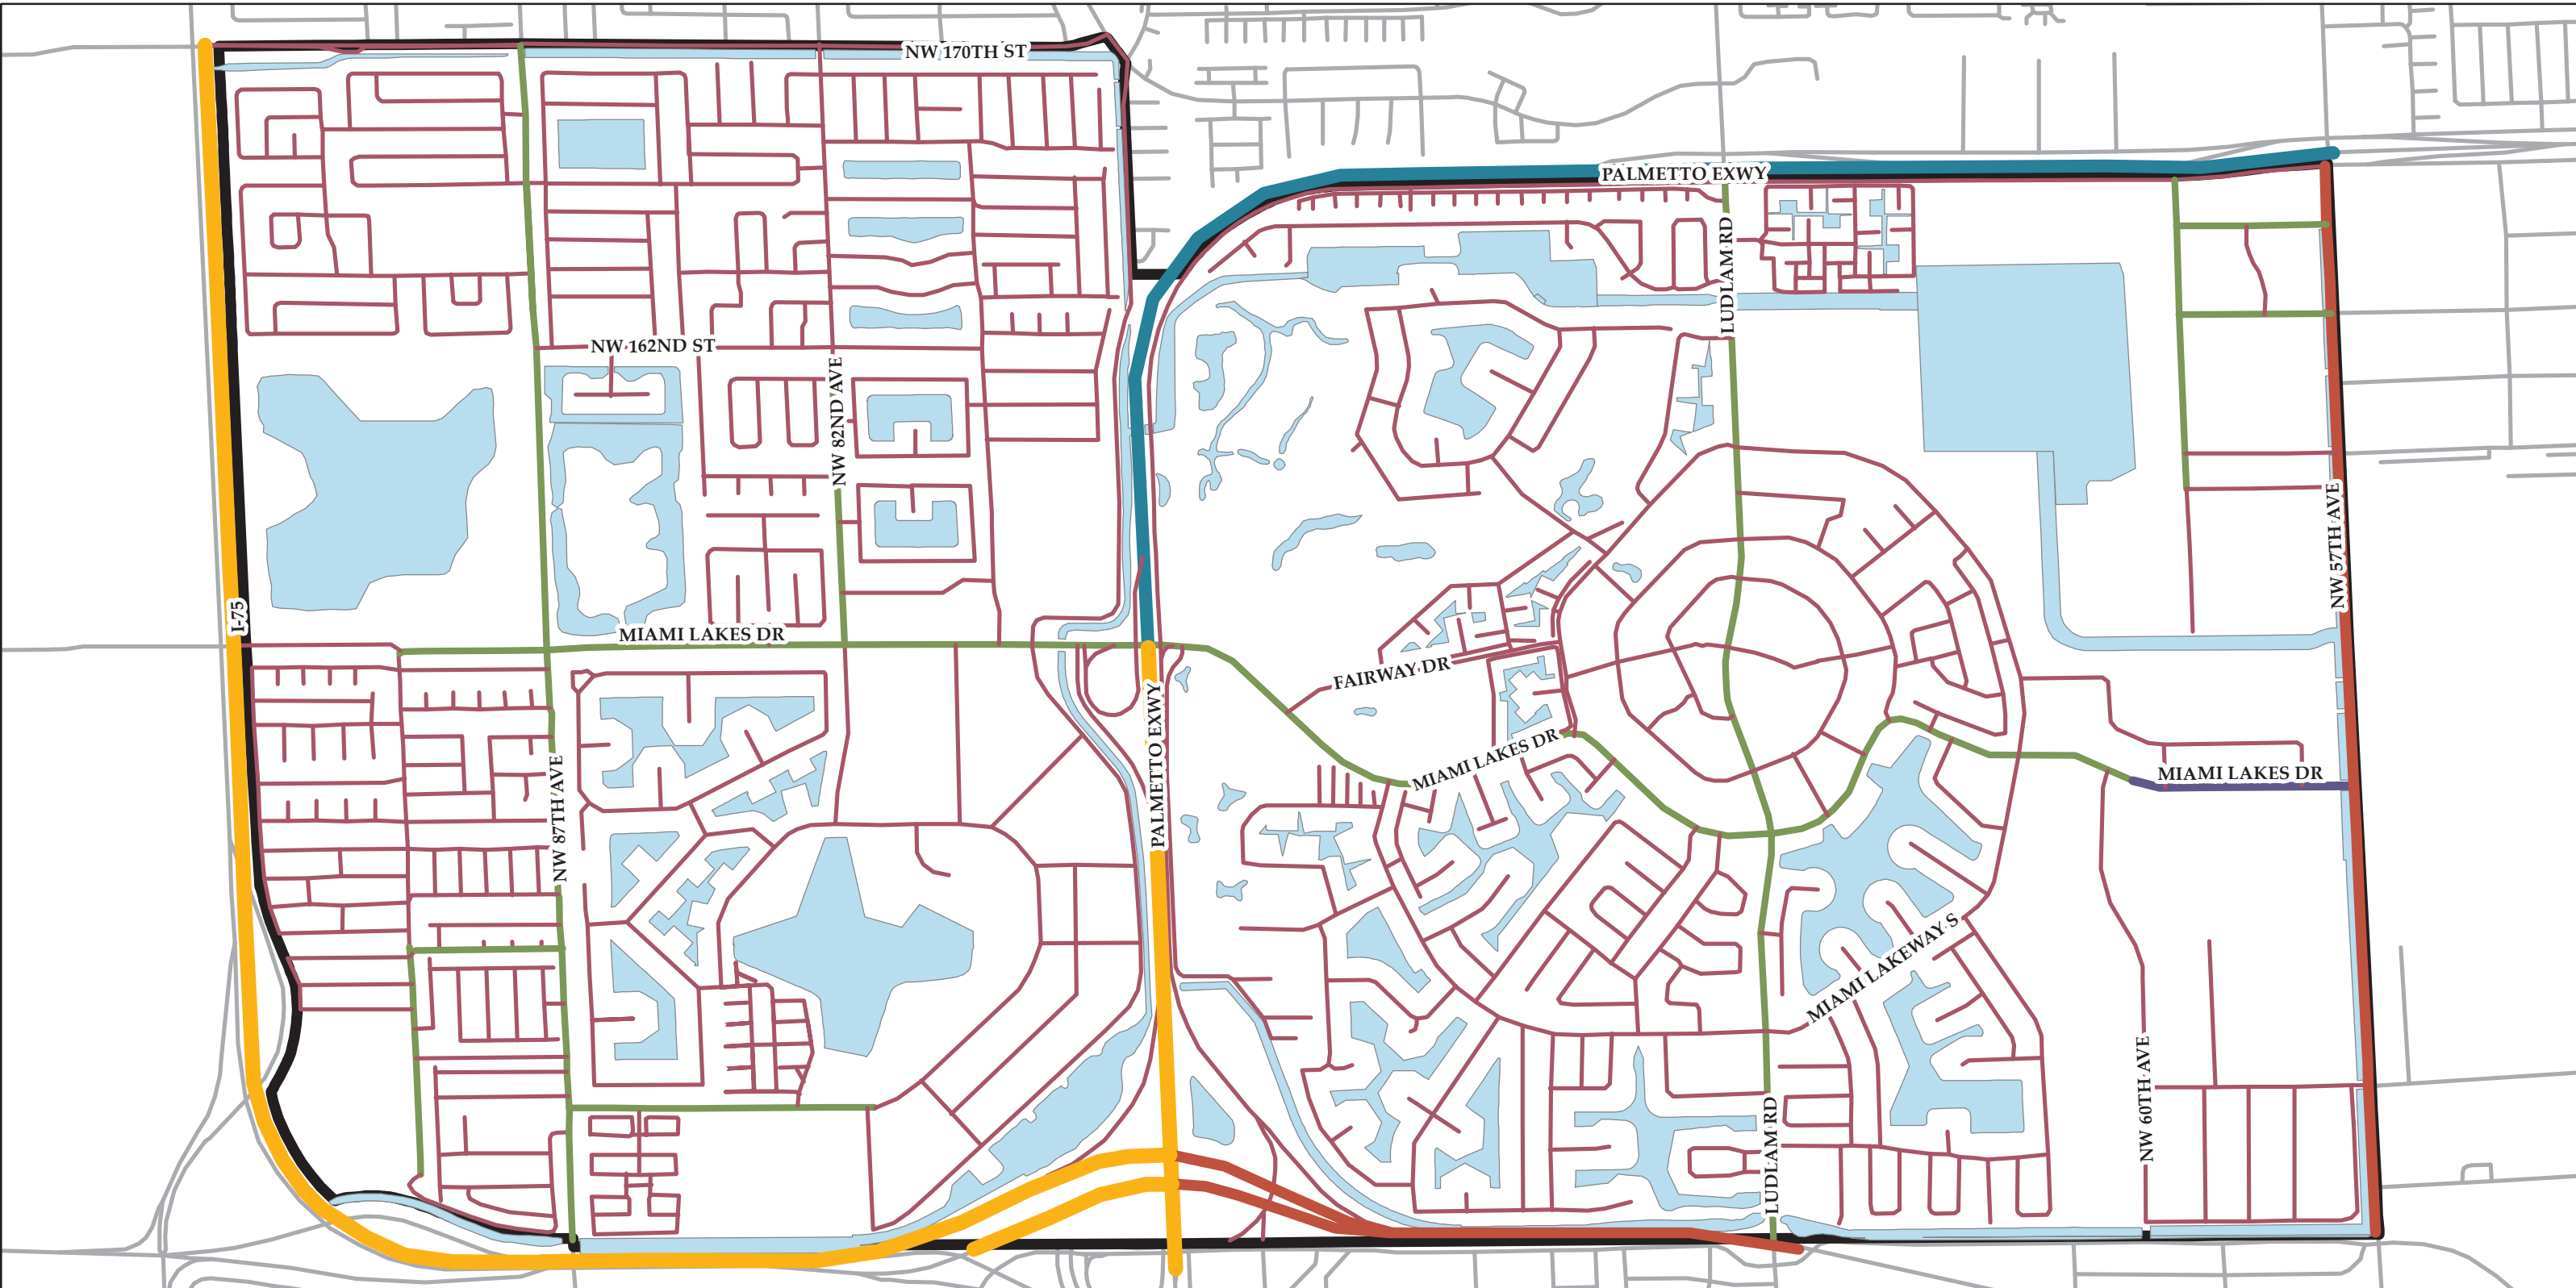 NW 170TH ST
PALMETTO EXWY
LUDLAM RD
NW 162ND ST
NW 82ND AVE
NW 57TH AVE
I-75
MIAMI LAKES DR
FAIRWAY DR
PALMETTO EXWY
MIAMI LAKES DR
MIAMI LAKES DR
NW 87TH AVE
MIAMI LAKEWAY S
NW 60TH AVE
LUDLAM RD